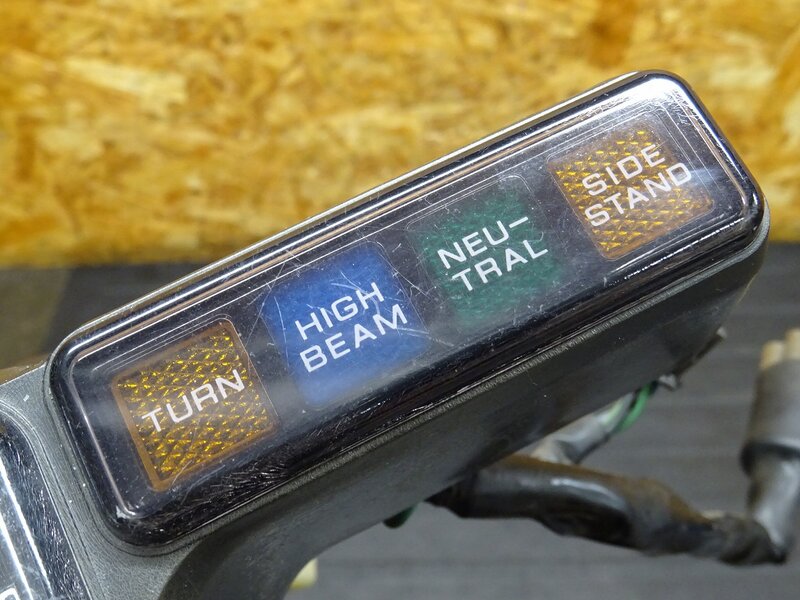 TURN
HIGH
BEAM
NEU-
TRAL
SIDE
STAND